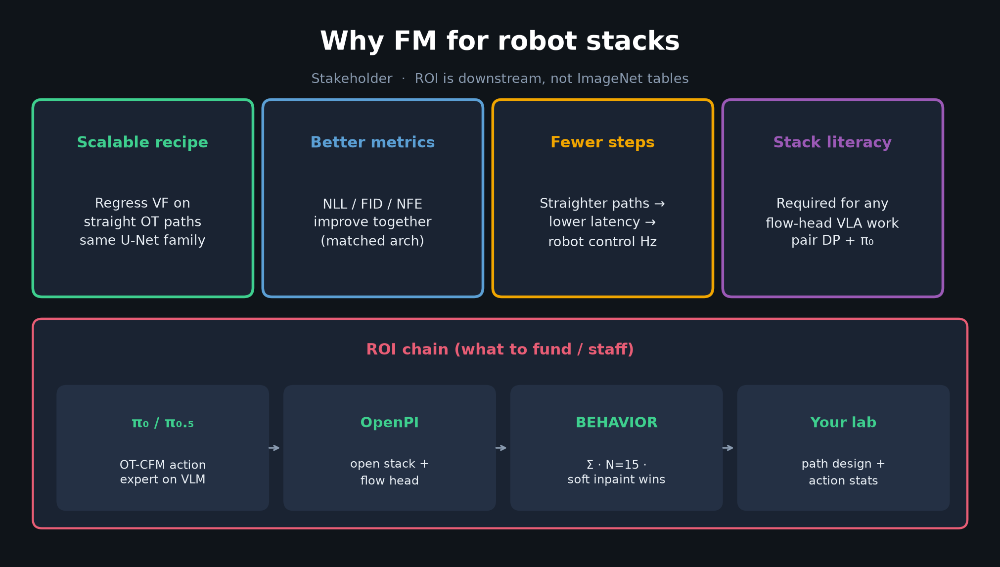 Why FM for robot stacks
Stakeholder · ROI is downstream, not ImageNet tables
Scalable recipe
Regress VF on
straight OT paths
same U-Net family
Better metrics
NLL / FID / NFE
improve together
(matched arch)
Fewer steps
Straighter paths →
lower latency →
robot control Hz
Stack literacy
Required for any
flow-head VLA work
pair DP + π₀
ROI chain (what to fund / staff)
π₀ / π₀.₅
OT-CFM action
expert on VLM
OpenPI
open stack +
flow head
BEHAVIOR
Σ · N=15 ·
soft inpaint wins
Your lab
path design +
action stats